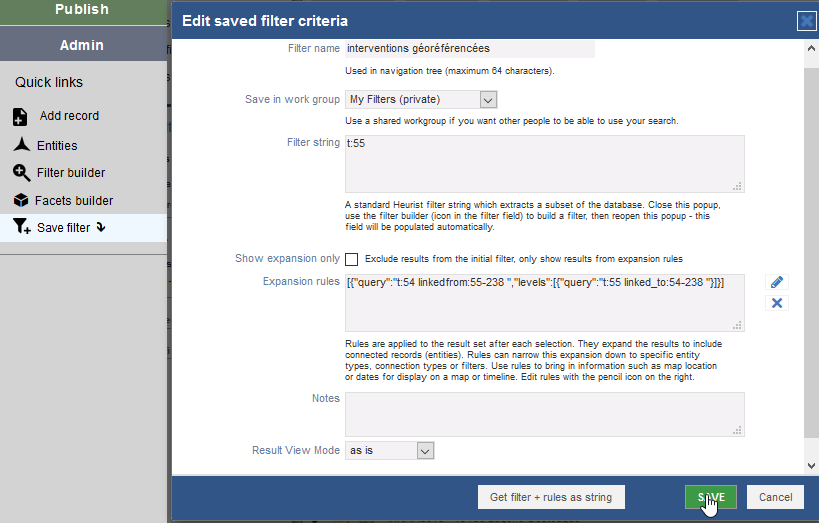 Publish
Admin
Quick links
Add record
Entities
Filter builder
Facets builder
Save filter
Edit saved filter criteria
Filter name interventions géoréférencées
Used in navigation tree (maximum 64 characters).
Save in work group My Filters (private)
Use a shared workgroup if you want other people to be able to use your search.
Filter string t:55
A standard Heurist filter string which extracts a subset of the database. Close this popup,
use the filter builder (icon in the filter field) to build a filter, then reopen this popup - this
field will be populated automatically.
Show expansion only Exclude results from the initial filter, only show results from expansion rules
Expansion rules [{"query":"t:54 linkedfrom:55-238 ","levels":[{"query":"t:55 linked_to:54-238 "}]}]
Rules are applied to the result set after each selection. They expand the results to include
connected records (entities). Rules can narrow this expansion down to specific entity
types, connection types or filters. Use rules to bring in information such as map location
or dates for display on a map or timeline. Edit rules with the pencil icon on the right.
Notes
Result View Mode as is
Get filter + rules as string SAVE Cancel